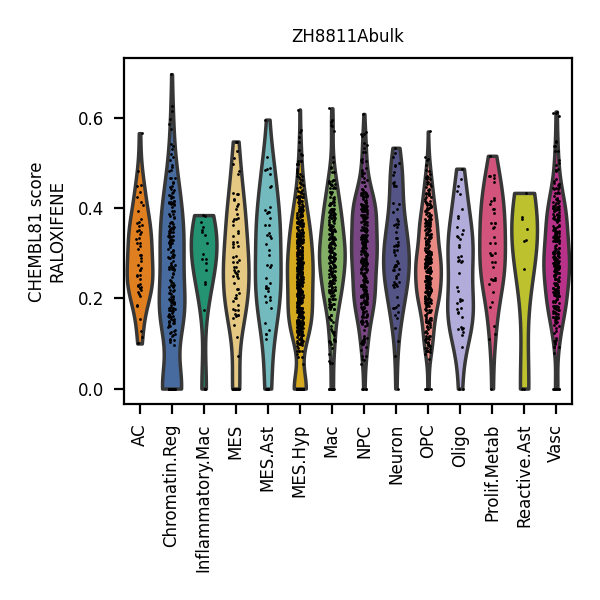 ZH8811Abulk
CHEMBL81 score
RALOXIFENE
0.6
0.4
0.2
0.0
AC
Chromatin.Reg
Inflammatory.Mac
MES
MES.Ast
MES.Hyp
Mac
NPC
Neuron
OPC
Oligo
Prolif.Metab
Reactive.Ast
Vasc